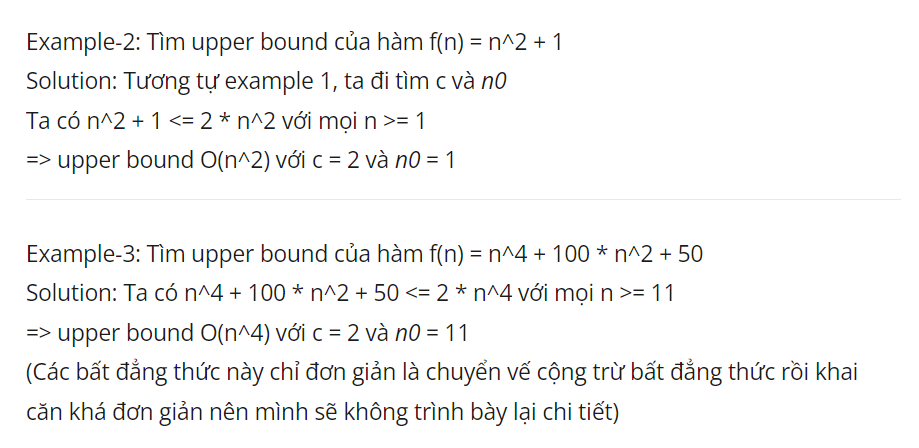 Example-2: Tìm upper bound của hàm f(n) = n^2 + 1
Solution: Tương tự example 1, ta đi tìm c và n0
Ta có n^2 + 1 <= 2 * n^2 với mọi n >= 1
=> upper bound O(n^2) với c = 2 và n0 = 1
Example-3: Tìm upper bound của hàm f(n) = n^4 + 100 * n^2 + 50
Solution: Ta có n^4 + 100 * n^2 + 50 <= 2 * n^4 với mọi n >= 11
=> upper bound O(n^4) với c = 2 và n0 = 11
(Các bất đẳng thức này chỉ đơn giản là chuyển vế cộng trừ bất đẳng thức rồi khai
căn khá đơn giản nên mình sẽ không trình bày lại chi tiết)